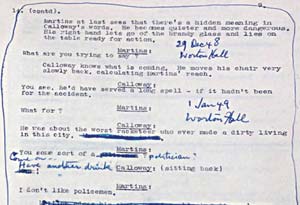 14. (contd).
9.
Martins at last sees that there's a hidden meaning in
Calloway's words. He becomes quieter and more dangerous.
His right hand lets go of the brandy glass and lies on
the table ready for action.
29 Dec 48
Worton Hall
Martins:
What are you trying to say
Calloway knows what is coming. He moves his chair very
slowly back, calculating Martins' reach.
Calloway:
You see. he'd have served a long spell - if it hadn't been
for the accident.
Martins:
1 Jan 49
What for ?
Worton Hall
Calloway:
He was about the worst racketeer who ever made a dirty living
in this city.
Martins:
You some sort of a politician?
Come on
Have another drink Calloway: (sitting back)
Martins:
I don't like policemen.